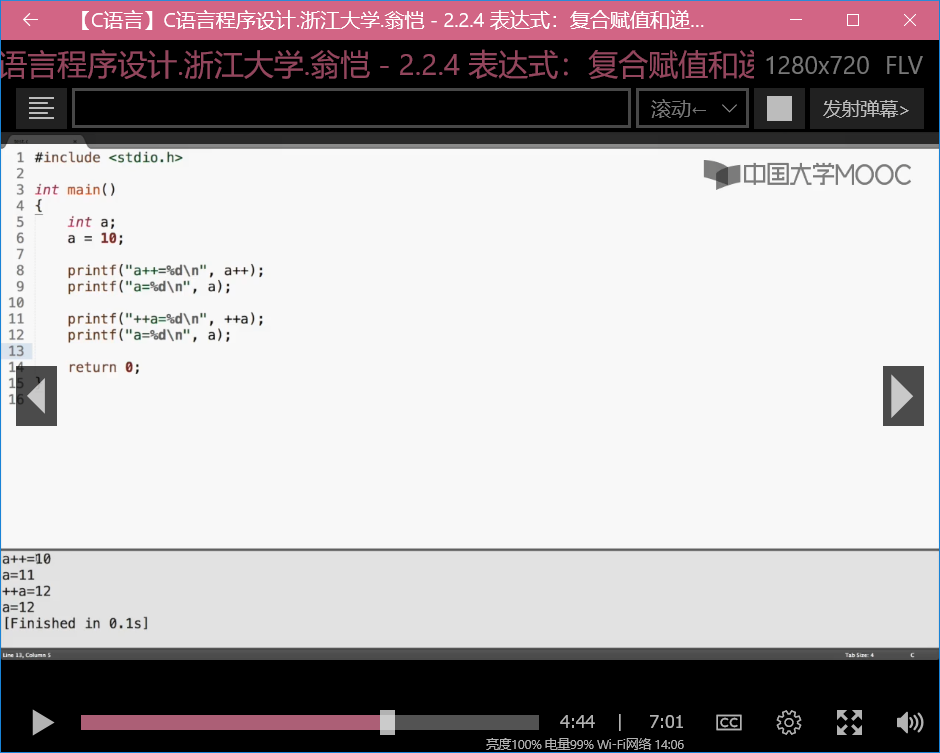 【C语言】C语言程序设计.浙江大学.翁恺 - 2.2.4 表达式：复合赋值和递...
语言程序设计.浙江大学.翁恺 - 2.2.4 表达式：复合赋值和递 1280x720 FLV
滚动← 发射弹幕>
中国大学MOOC
1 #include <stdio.h>
2
3 int main()
4 {
5 int a;
6 a = 10;
7
8 printf("a++=%d\n", a++);
9 printf("a=%d\n", a);
10
11 printf("++a=%d\n", ++a);
12 printf("a=%d\n", a);
13
14 return 0;
15 }
16
a++=10
a=11
++a=12
a=12
[Finished in 0.1s]
Line 13, Column 5 Tab Size: 4 C
4:44 | 7:01 CC
亮度100% 电量99% Wi-Fi网络 14:06